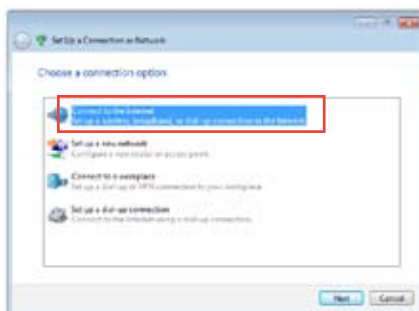 Set Up a Connection or Network
Choose a connection option
Connect to the Internet
Set up a wireless, broadband, or dial-up connection to the Internet.
Set up a new network
Configure a new router or access point.
Connect to a workplace
Set up a dial-up or VPN connection to your workplace.
Set up a dial-up connection
Connect to the Internet using a dial-up connection.
Next
Cancel